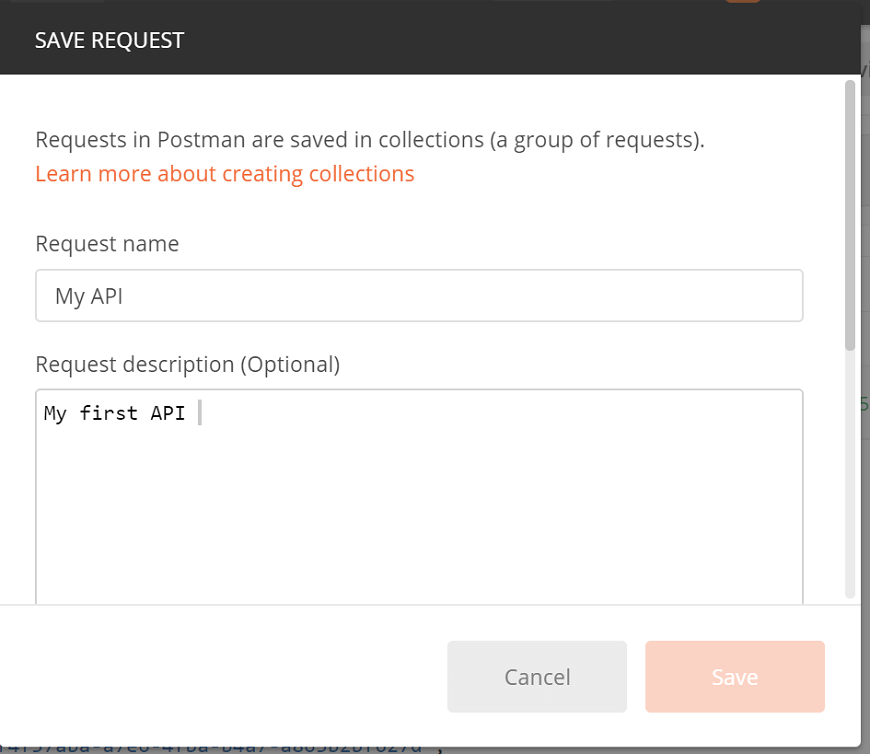 SAVE REQUEST
Requests in Postman are saved in collections (a group of requests).
Learn more about creating collections
Request name
My API
Request description (Optional)
My first API
Cancel
Save